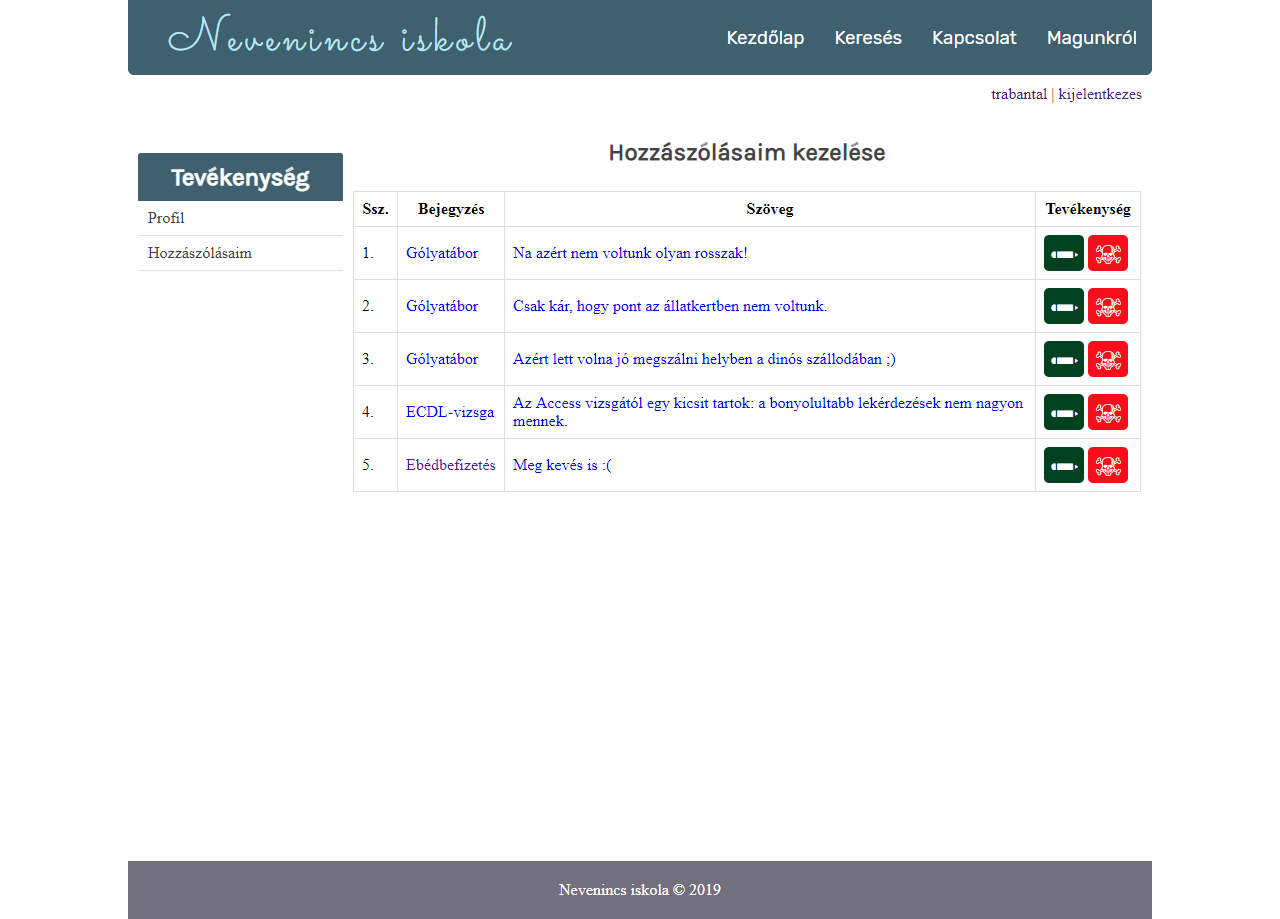 Nevenincs iskola
Kezdőlap Keresés Kapcsolat Magunkról
trabantal | kijelentkezes
Tevékenység
Profil
Hozzászólásaim
Hozzászólásaim kezelése
Ssz. Bejegyzés Szöveg Tevékenység
1. Gólyatábor Na azért nem voltunk olyan rosszak!
2. Gólyatábor Csak kár, hogy pont az állatkertben nem voltunk.
3. Gólyatábor Azért lett volna jó megszálni helyben a dinós szállodában ;)
4. ECDL-vizsga Az Access vizsgától egy kicsit tartok: a bonyolultabb lekérdezések nem nagyon
mennek.
5. Ebédbefizetés Meg kevés is :(
Nevenincs iskola © 2019